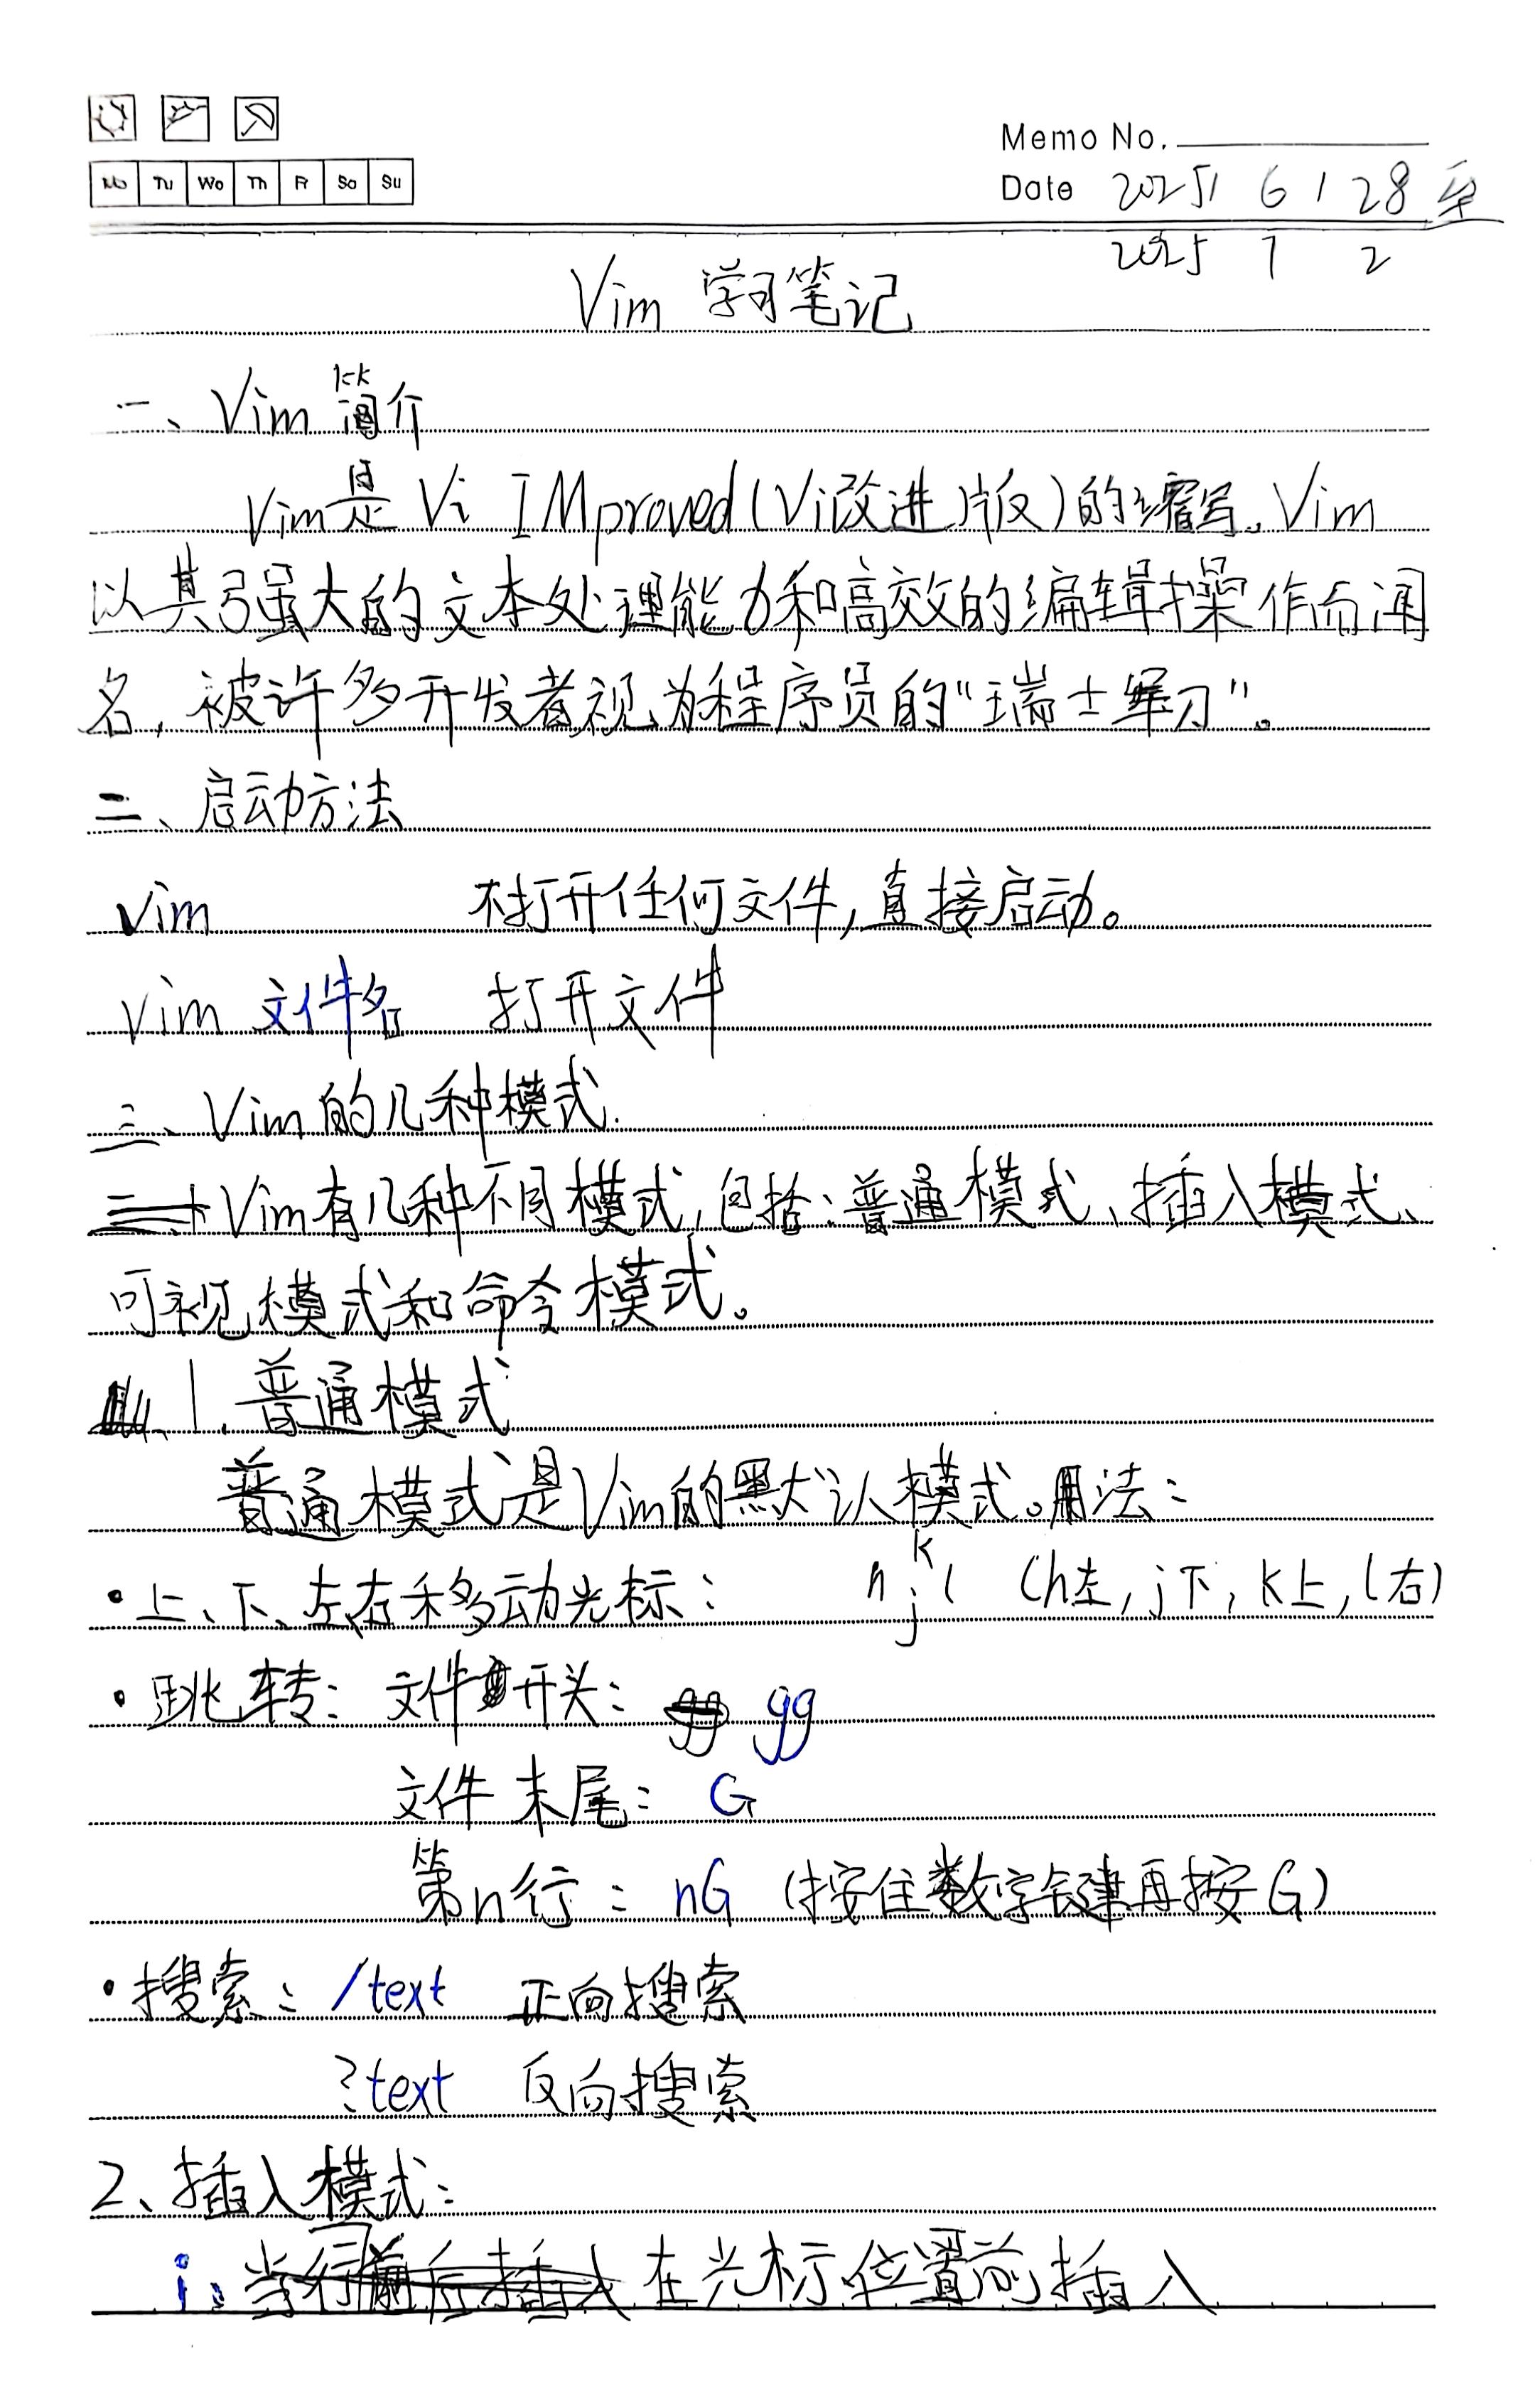 Memo No.
Mo Tu We Th Fr Sa Su
Date 2025/ 6 / 28 至
2025 7 2
Vim 学习笔记
一、Vim 简介
Vim是 Vi IMproved(Vi改进版)的缩写。Vim
以其强大的文本处理能力和高效的编辑操作而闻
名,被许多开发者视为程序员的“瑞士军刀”。
二、启动方法
vim 不打开任何文件,直接启动。
vim 文件名 打开文件
三、Vim的几种模式.
Vim有几种不同模式,包括:普通模式、插入模式、
可视模式和命令模式。
1.普通模式
普通模式是Vim的默认模式。用法:
k
•上、下、左右移动光标: h j l (h左,j下,k上,l右)
•跳转: 文件开头: gg
文件末尾: G
第n行: nG (按住数字键再按G)
•搜索: /text 正向搜索
?text 反向搜索
2、插入模式:
i: 在光标位置前插入